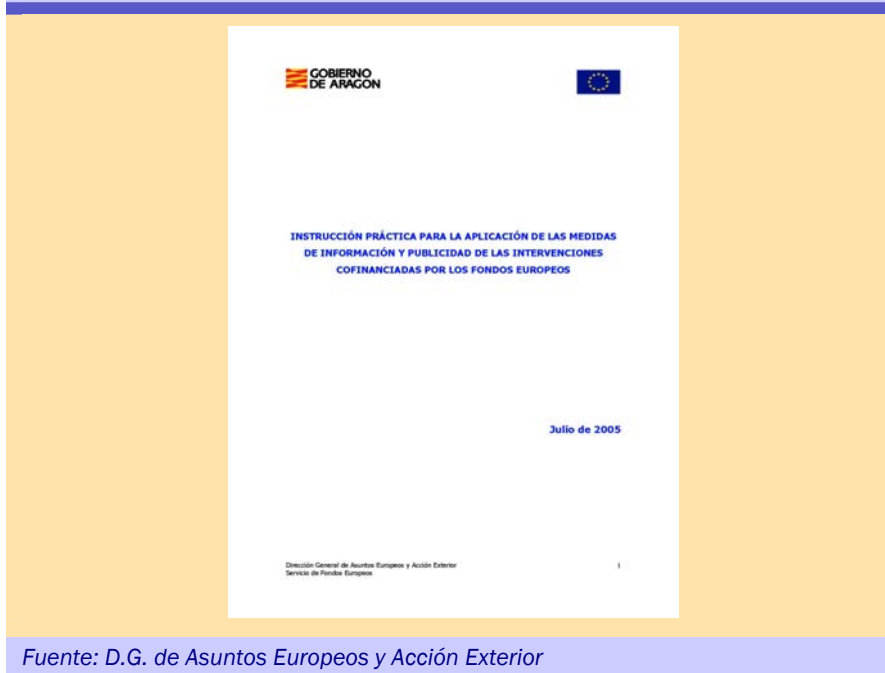 GOBIERNO
DE ARAGON
INSTRUCCIÓN PRÁCTICA PARA LA APLICACIÓN DE LAS MEDIDAS
DE INFORMACIÓN Y PUBLICIDAD DE LAS INTERVENCIONES
COFINANCIADAS POR LOS FONDOS EUROPEOS
Julio de 2005
Dirección General de Asuntos Europeos y Acción Exterior
Servicio de Fondos Europeos
1
Fuente: D.G. de Asuntos Europeos y Acción Exterior